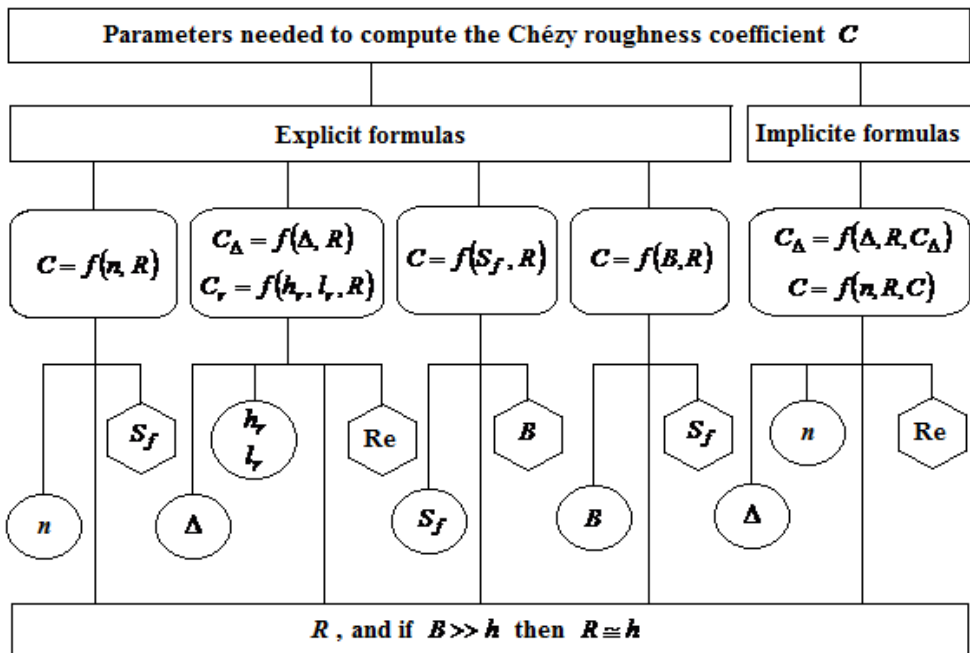 Parameters needed to compute the Chézy roughness coefficient C
Explicit formulas
Implicite formulas
C = f(n, R)
C_Δ = f(Δ, R)
C_r = f(h_r, l_r, R)
C = f(S_f, R)
C = f(B, R)
C_Δ = f(Δ, R, C_Δ)
C = f(n, R, C)
n
S_f
Δ
h_r
l_r
Re
S_f
B
B
S_f
Δ
n
Re
R , and if B >> h then R ≅ h